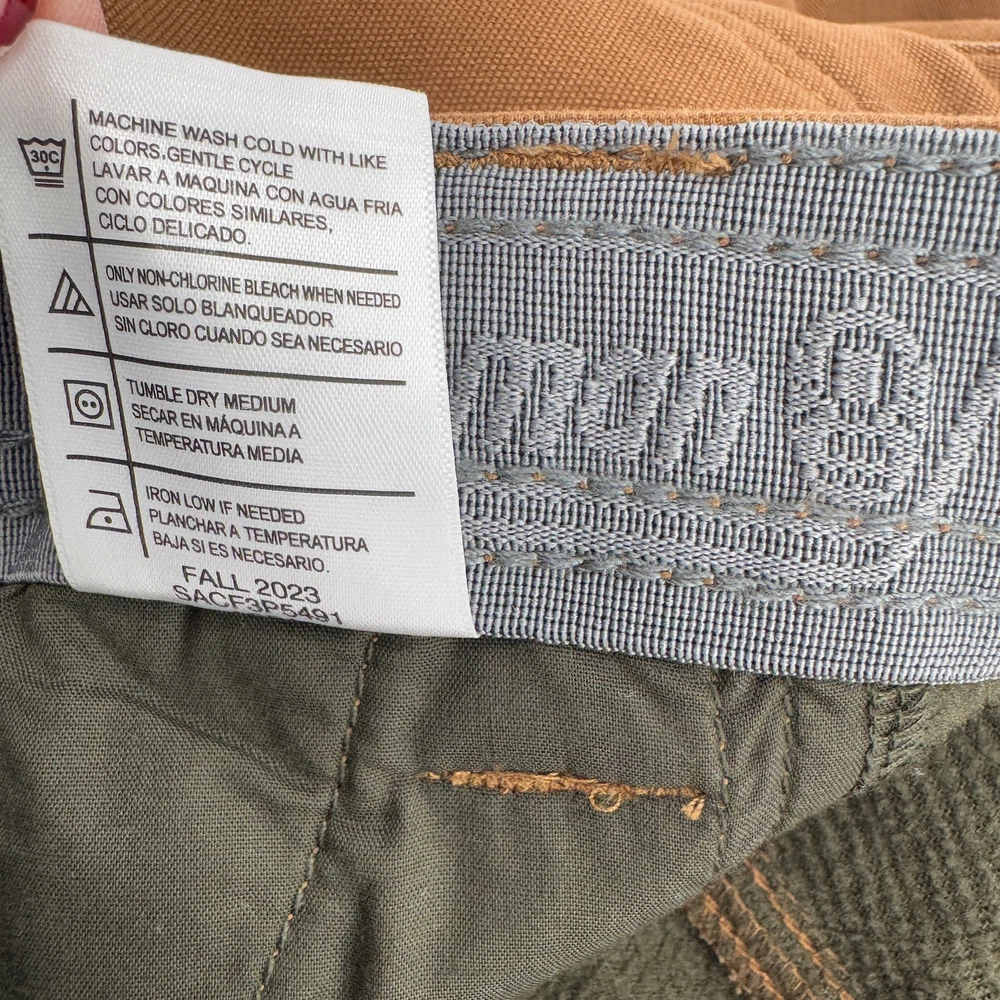 30C
MACHINE WASH COLD WITH LIKE
COLORS.GENTLE CYCLE
LAVAR A MAQUINA CON AGUA FRIA
CON COLORES SIMILARES,
CICLO DELICADO.
ONLY NON-CHLORINE BLEACH WHEN NEEDED
USAR SOLO BLANQUEADOR
SIN CLORO CUANDO SEA NECESARIO
TUMBLE DRY MEDIUM
SECAR EN MÁQUINA A
TEMPERATURA MEDIA
IRON LOW IF NEEDED
PLANCHAR A TEMPERATURA
BAJA SI ES NECESARIO.
FALL 2023
SACF3P5491